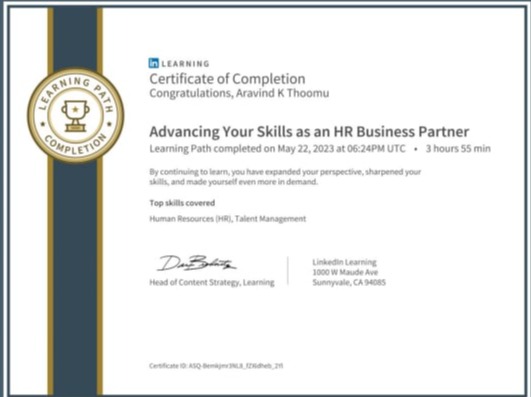 LEARNING PATH
COMPLETION
in LEARNING
Certificate of Completion
Congratulations, Aravind K Thoomu
Advancing Your Skills as an HR Business Partner
Learning Path completed on May 22, 2023 at 06:24PM UTC • 3 hours 55 min
By continuing to learn, you have expanded your perspective, sharpened your
skills, and made yourself even more in demand.
Top skills covered
Human Resources (HR), Talent Management
Head of Content Strategy, Learning
LinkedIn Learning
1000 W Maude Ave
Sunnyvale, CA 94085
Certificate ID: